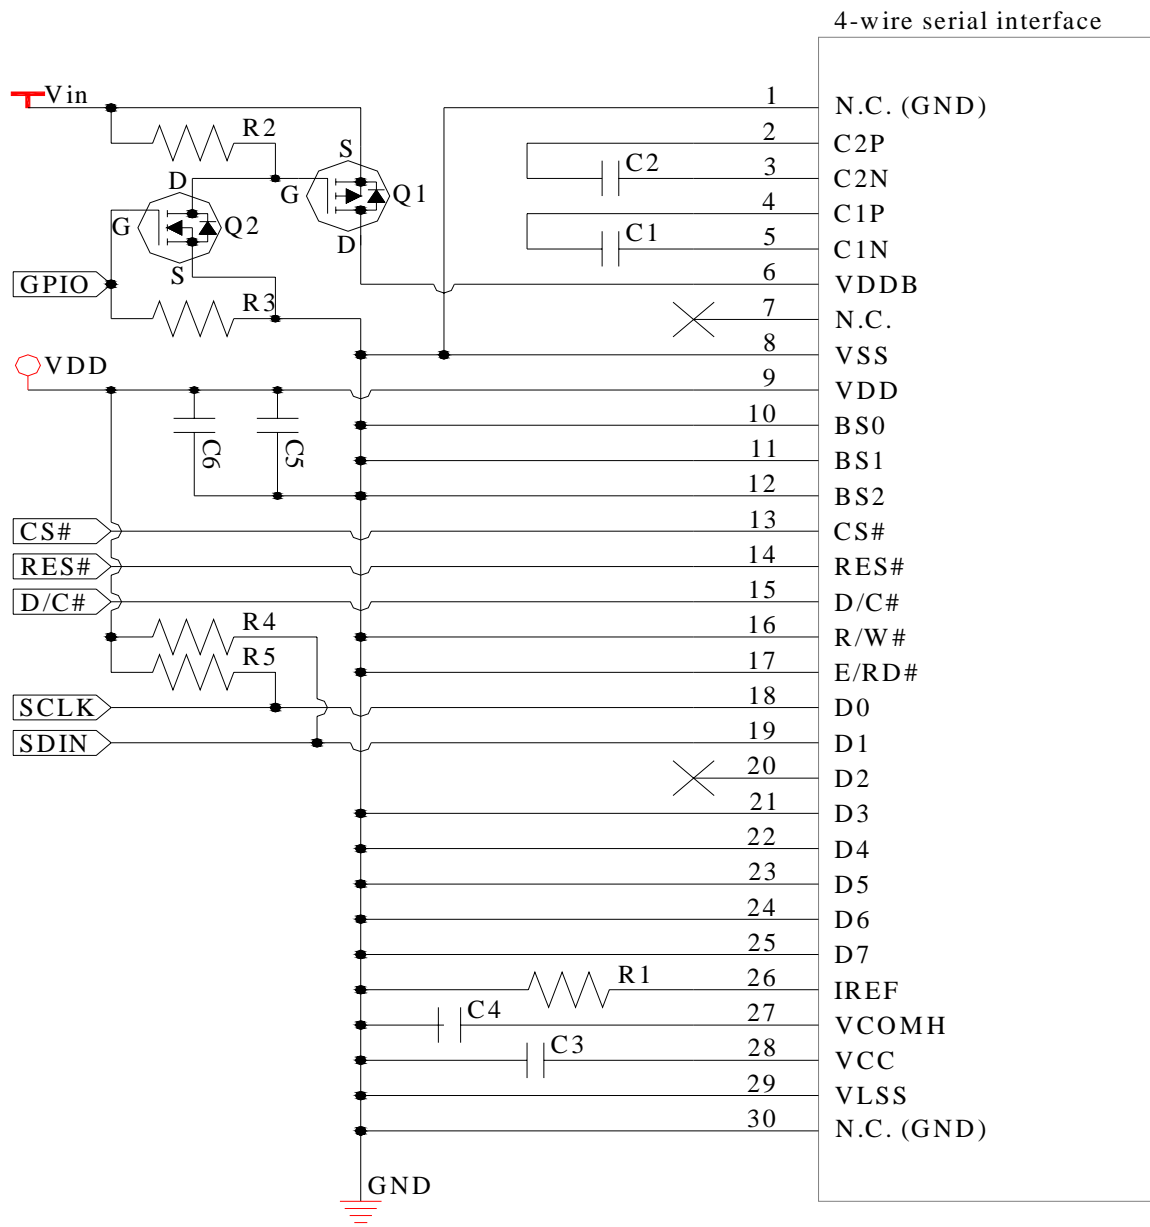 4-wire serial interface
Vin
R2
S
D
G
Q1
G
Q2
D
S
GPIO
R3
VDD
C6
C5
CS#
RES#
D/C#
R4
R5
SCLK
SDIN
C2
C1
R1
C4
C3
GND
1 N.C. (GND)
2 C2P
3 C2N
4 C1P
5 C1N
6 VDDB
7 N.C.
8 VSS
9 VDD
10 BS0
11 BS1
12 BS2
13 CS#
14 RES#
15 D/C#
16 R/W#
17 E/RD#
18 D0
19 D1
20 D2
21 D3
22 D4
23 D5
24 D6
25 D7
26 IREF
27 VCOMH
28 VCC
29 VLSS
30 N.C. (GND)